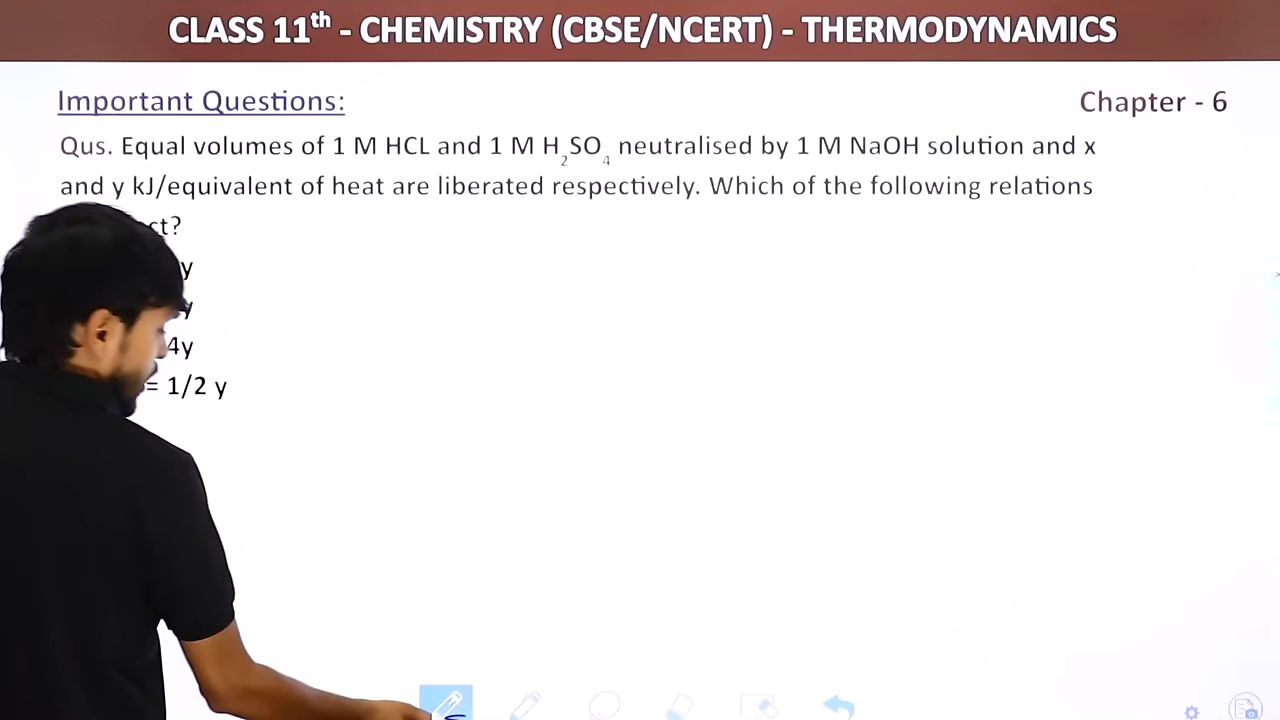 CLASS 11th - CHEMISTRY (CBSE/NCERT) - THERMODYNAMICS
Important Questions:
Chapter - 6
Qus. Equal volumes of 1 M HCL and 1 M H2SO4 neutralised by 1 M NaOH solution and x
and y kJ/equivalent of heat are liberated respectively. Which of the following relations
ct?
y
y
4y
= 1/2 y